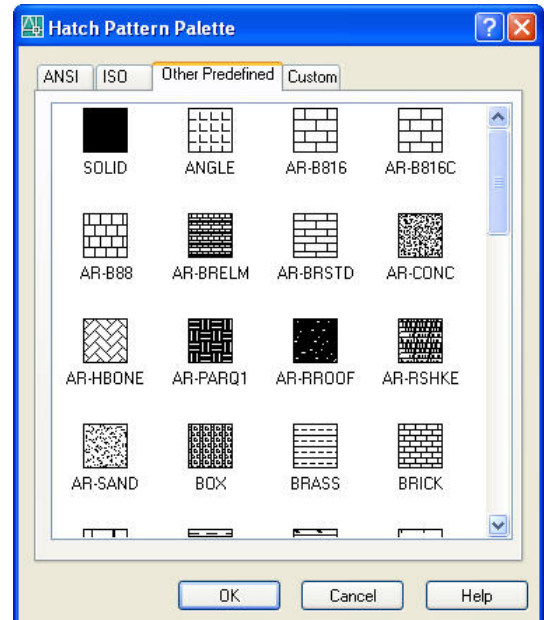 Hatch Pattern Palette
ANSI ISO Other Predefined Custom
SOLID ANGLE AR-B816 AR-B816C
AR-B88 AR-BRELM AR-BRSTD AR-CONC
AR-HBONE AR-PARQ1 AR-RROOF AR-RSHKE
AR-SAND BOX BRASS BRICK
OK Cancel Help